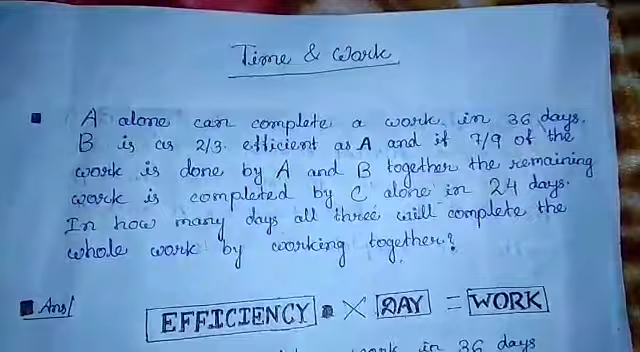 Time & Work
A alone can complete a work in 36 days.
B is as 2/3 efficient as A and if 7/9 of the
work is done by A and B together the remaining
work is completed by C alone in 24 days.
In how many days all three will complete the
whole work by working together?
Ans/
EFFICIENCY × DAY = WORK
work in 36 days